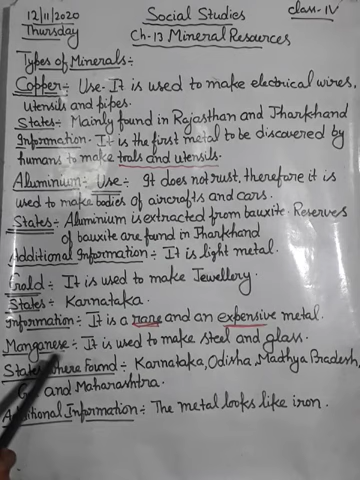 12/11/2020 Social Studies class-IV
Thursday Ch-13 Mineral Resources
Types of Minerals:-
Copper:- Use- It is used to make electrical wires,
utensils and pipes.
States:- Mainly found in Rajasthan and Jharkhand
Information- It is the first metal to be discovered by
humans to make trals and utensils.
Aluminium:- Use:- It does not rust, therefore it is
used to make bodies of aircrofts and cars.
States:- Aluminium is extracted from bauxite. Reserves
of bauxite are found in Jharkhand
Additional Information:- It is light metal.
Gold:- It is used to make Jewellery.
States:- Karnataka.
Information:- It is a rare and an expensive metal.
Manganese:- It is used to make steel and glass.
States where Found:- Karnataka, Odisha, Madhya Pradesh,
and Maharashtra.
Additional Information:- The metal looks like iron.